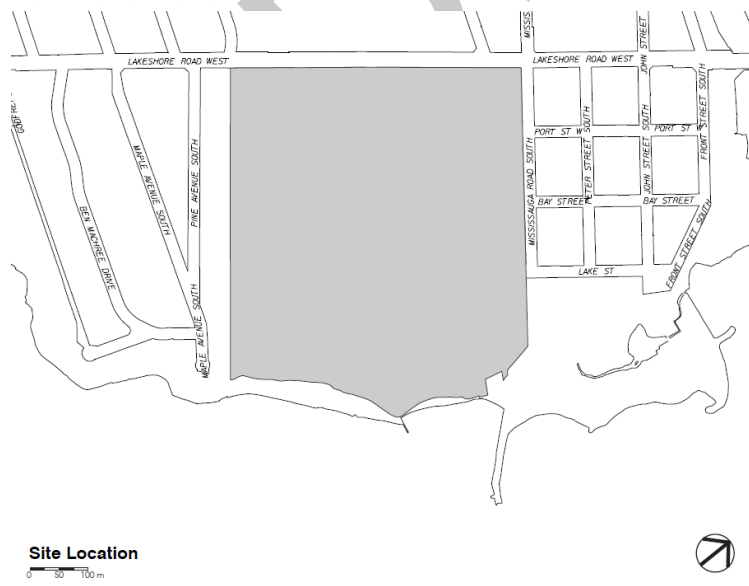 MISSISS
LAKESHORE ROAD WEST
LAKESHORE ROAD WEST
JOHN STREET
GODFREY
MAPLE AVENUE SOUTH
PINE AVENUE SOUTH
BEN MACHREE DRIVE
MAPLE AVENUE SOUTH
MISSISSAUGA ROAD SOUTH
PORT ST W
PETER STREET SOUTH
JOHN STREET SOUTH
PORT ST W
FRONT STREET SOUTH
BAY STREET
BAY STREET
LAKE ST
FRONT STREET SOUTH
Site Location
0 50 100 m